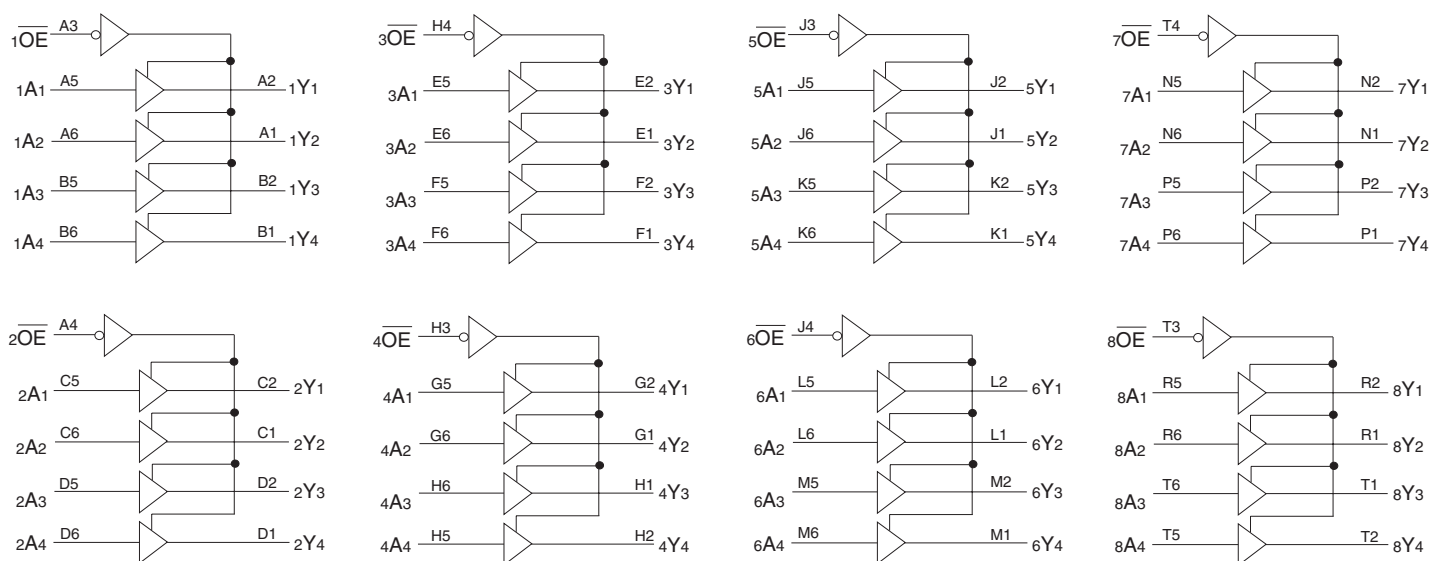 1OE A3
1A1 A5 A2 1Y1
1A2 A6 A1 1Y2
1A3 B5 B2 1Y3
1A4 B6 B1 1Y4
3OE H4
3A1 E5 E2 3Y1
3A2 E6 E1 3Y2
3A3 F5 F2 3Y3
3A4 F6 F1 3Y4
5OE J3
5A1 J5 J2 5Y1
5A2 J6 J1 5Y2
5A3 K5 K2 5Y3
5A4 K6 K1 5Y4
7OE T4
7A1 N5 N2 7Y1
7A2 N6 N1 7Y2
7A3 P5 P2 7Y3
7A4 P6 P1 7Y4
2OE A4
2A1 C5 C2 2Y1
2A2 C6 C1 2Y2
2A3 D5 D2 2Y3
2A4 D6 D1 2Y4
4OE H3
4A1 G5 G2 4Y1
4A2 G6 G1 4Y2
4A3 H6 H1 4Y3
4A4 H5 H2 4Y4
6OE J4
6A1 L5 L2 6Y1
6A2 L6 L1 6Y2
6A3 M5 M2 6Y3
6A4 M6 M1 6Y4
8OE T3
8A1 R5 R2 8Y1
8A2 R6 R1 8Y2
8A3 T6 T1 8Y3
8A4 T5 T2 8Y4